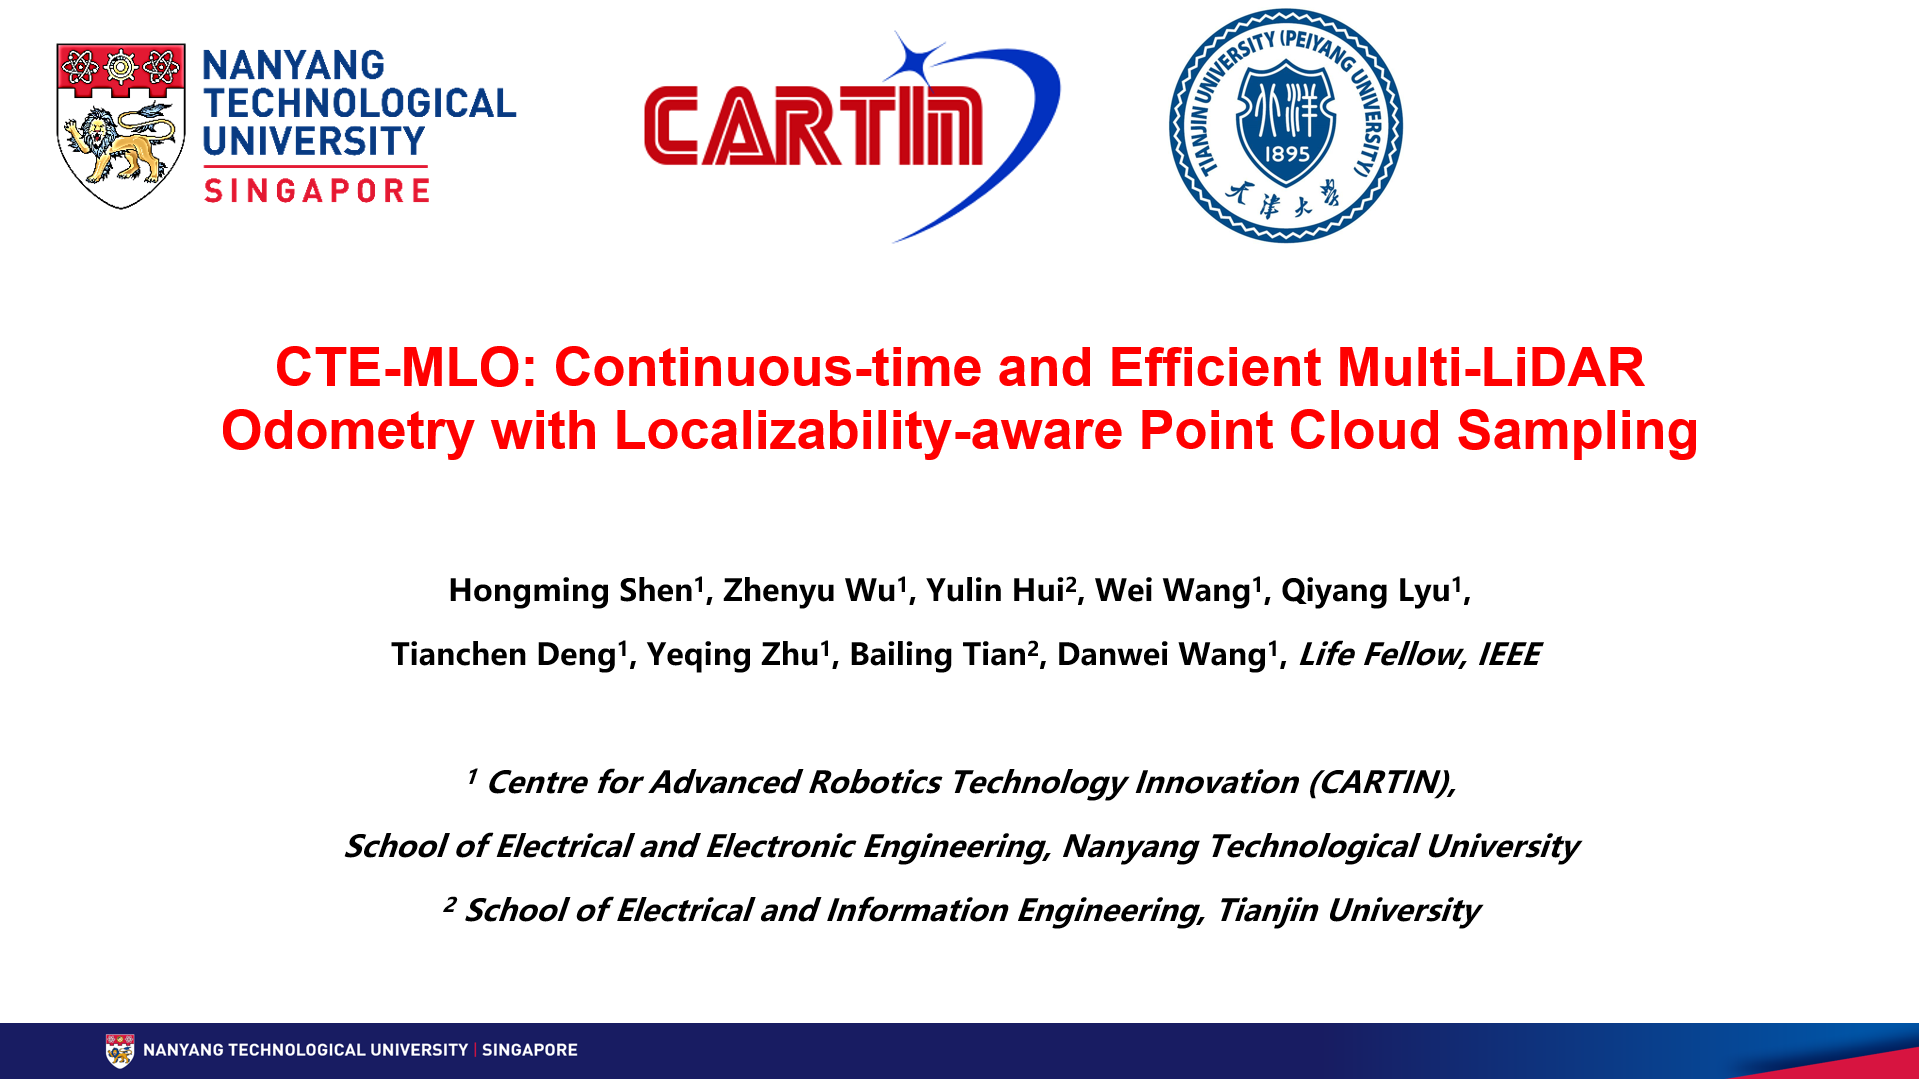 NANYANG
TECHNOLOGICAL
UNIVERSITY
SINGAPORE
CARTIN
TIANJIN UNIVERSITY (PEIYANG UNIVERSITY)
北洋
1895
天津大學
CTE-MLO: Continuous-time and Efficient Multi-LiDAR
Odometry with Localizability-aware Point Cloud Sampling
Hongming Shen¹, Zhenyu Wu¹, Yulin Hui², Wei Wang¹, Qiyang Lyu¹,
Tianchen Deng¹, Yeqing Zhu¹, Bailing Tian², Danwei Wang¹, Life Fellow, IEEE
¹ Centre for Advanced Robotics Technology Innovation (CARTIN),
School of Electrical and Electronic Engineering, Nanyang Technological University
² School of Electrical and Information Engineering, Tianjin University
NANYANG TECHNOLOGICAL UNIVERSITY | SINGAPORE